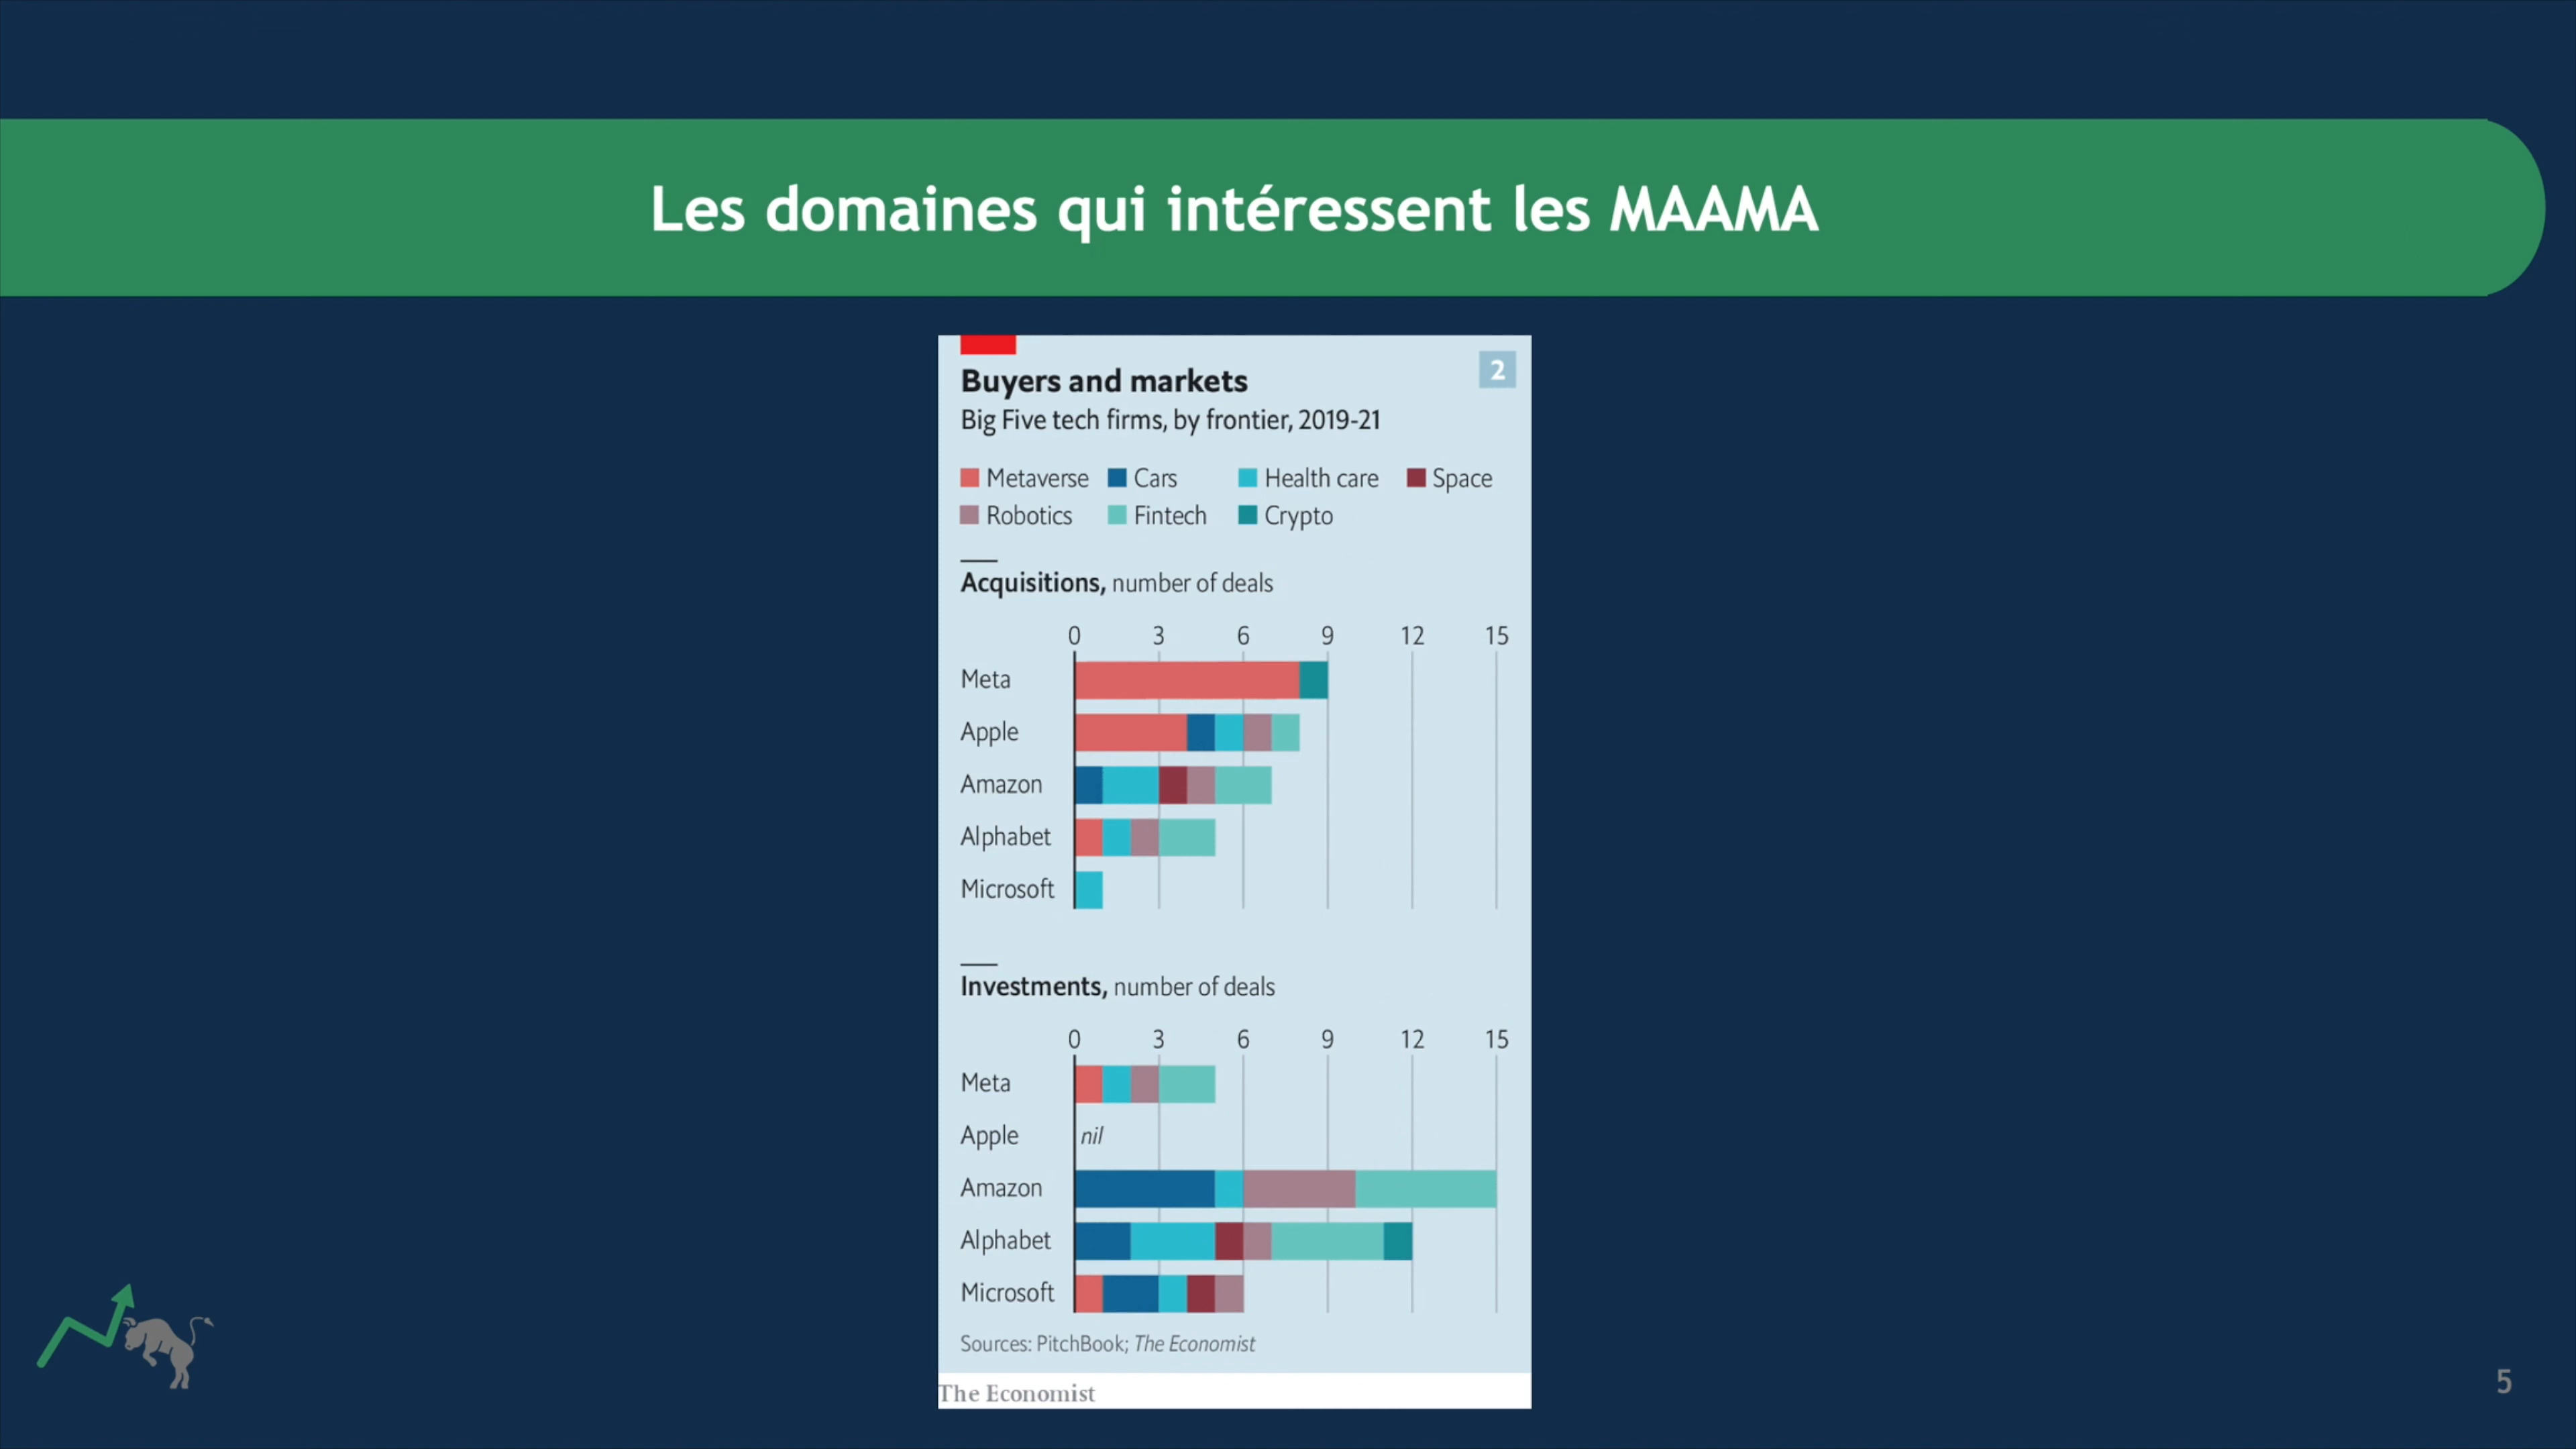 Les domaines qui intéressent les MAAMA
Buyers and markets
2
Big Five tech firms, by frontier, 2019-21
Metaverse Cars Health care Space
Robotics Fintech Crypto
Acquisitions, number of deals
0 3 6 9 12 15
Meta
Apple
Amazon
Alphabet
Microsoft
Investments, number of deals
0 3 6 9 12 15
Meta
Apple nil
Amazon
Alphabet
Microsoft
Sources: PitchBook; The Economist
The Economist
5